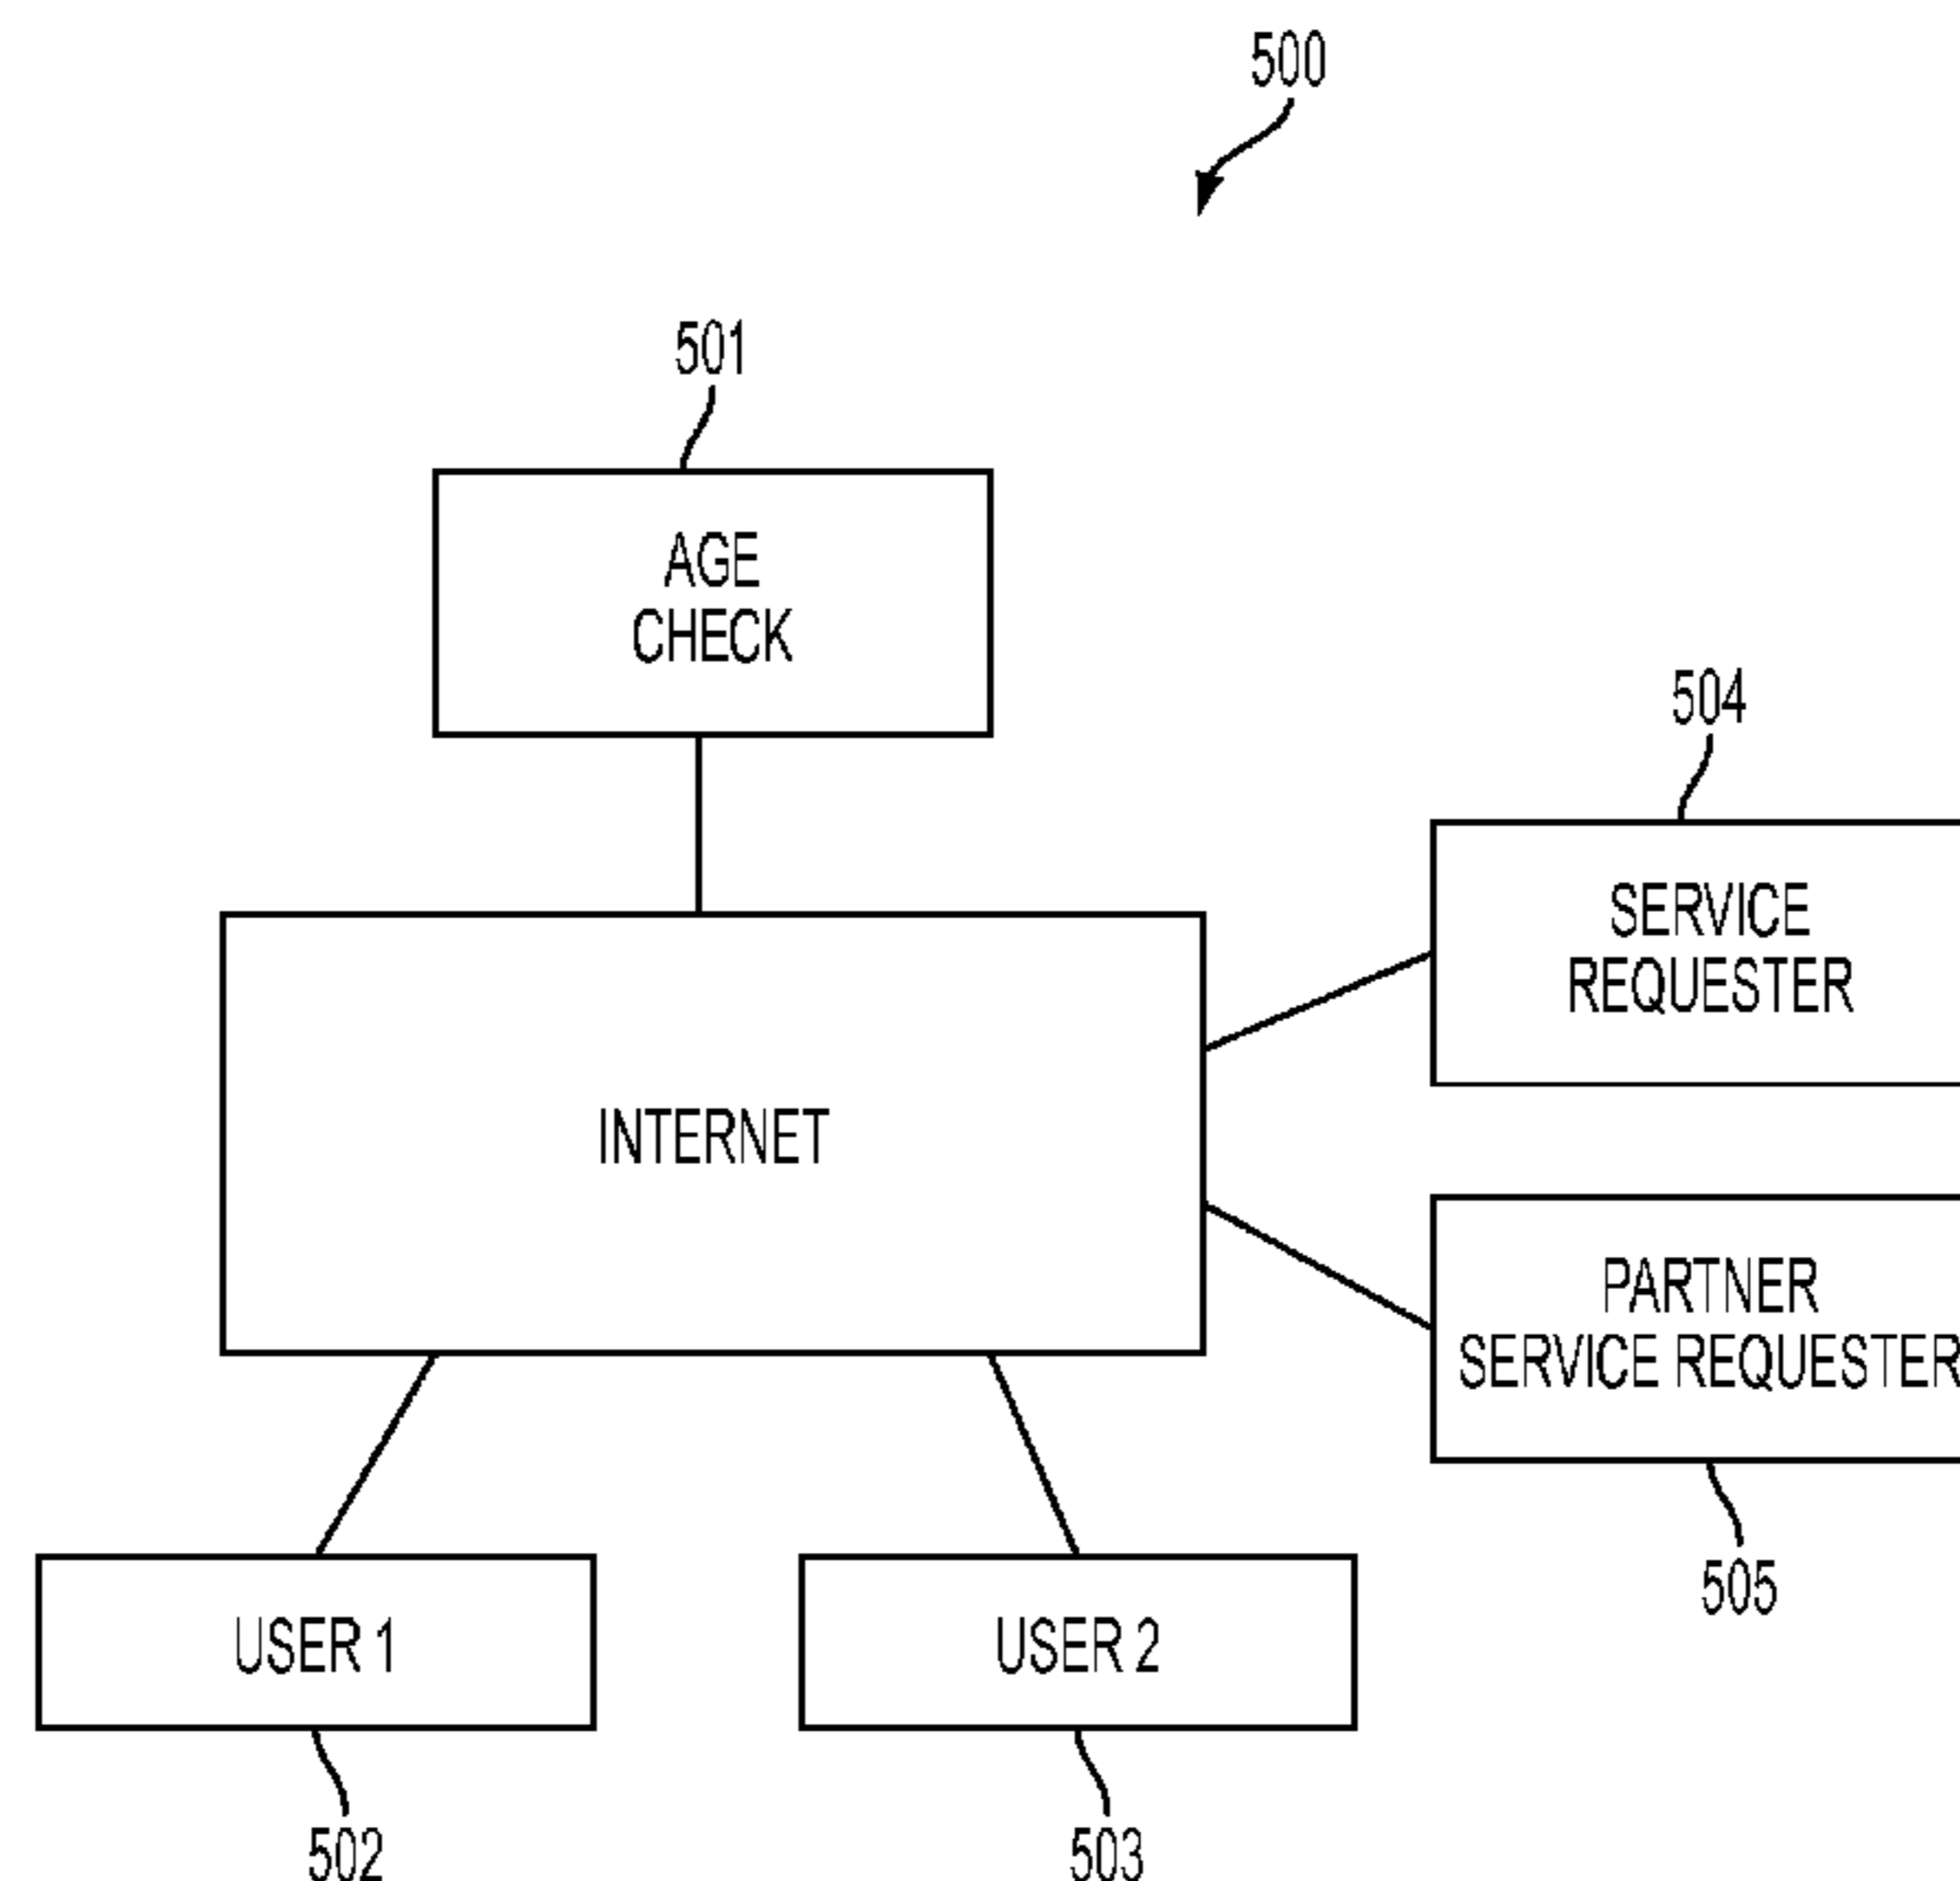 500
501
AGE
CHECK
504
SERVICE
REQUESTER
INTERNET
PARTNER
SERVICE REQUESTER
505
USER 1
USER 2
502
503